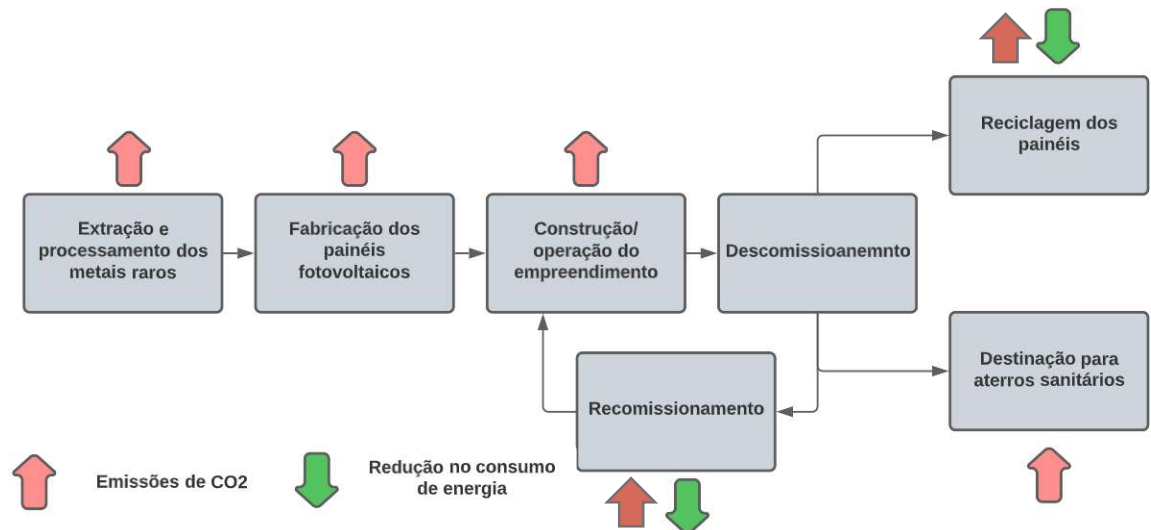 Reciclagem dos
painéis
Extração e
processamento dos
metais raros
Fabricação dos
painéis
fotovoltaicos
Construção/
operação do
empreendimento
Descomissioanemnto
Destinação para
aterros sanitários
Recomissionamento
Emissões de CO2
Redução no consumo
de energia